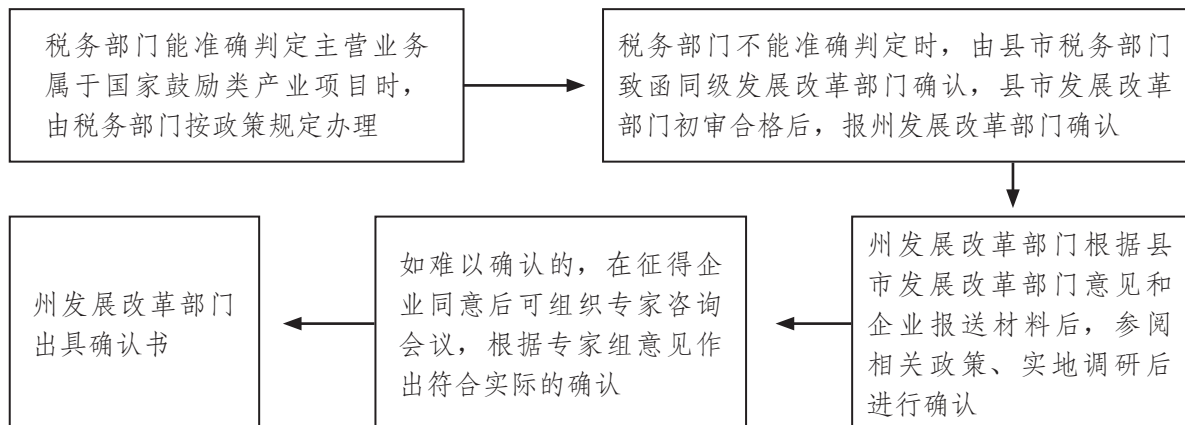 税务部门能准确判定主营业务
属于国家鼓励类产业项目时，
由税务部门按政策规定办理
税务部门不能准确判定时，由县市税务部门
致函同级发展改革部门确认，县市发展改革
部门初审合格后，报州发展改革部门确认
州发展改革部门根据县
市发展改革部门意见和
企业报送材料后，参阅
相关政策、实地调研后
进行确认
如难以确认的，在征得企
业同意后可组织专家咨询
会议，根据专家组意见作
出符合实际的确认
州发展改革部门
出具确认书